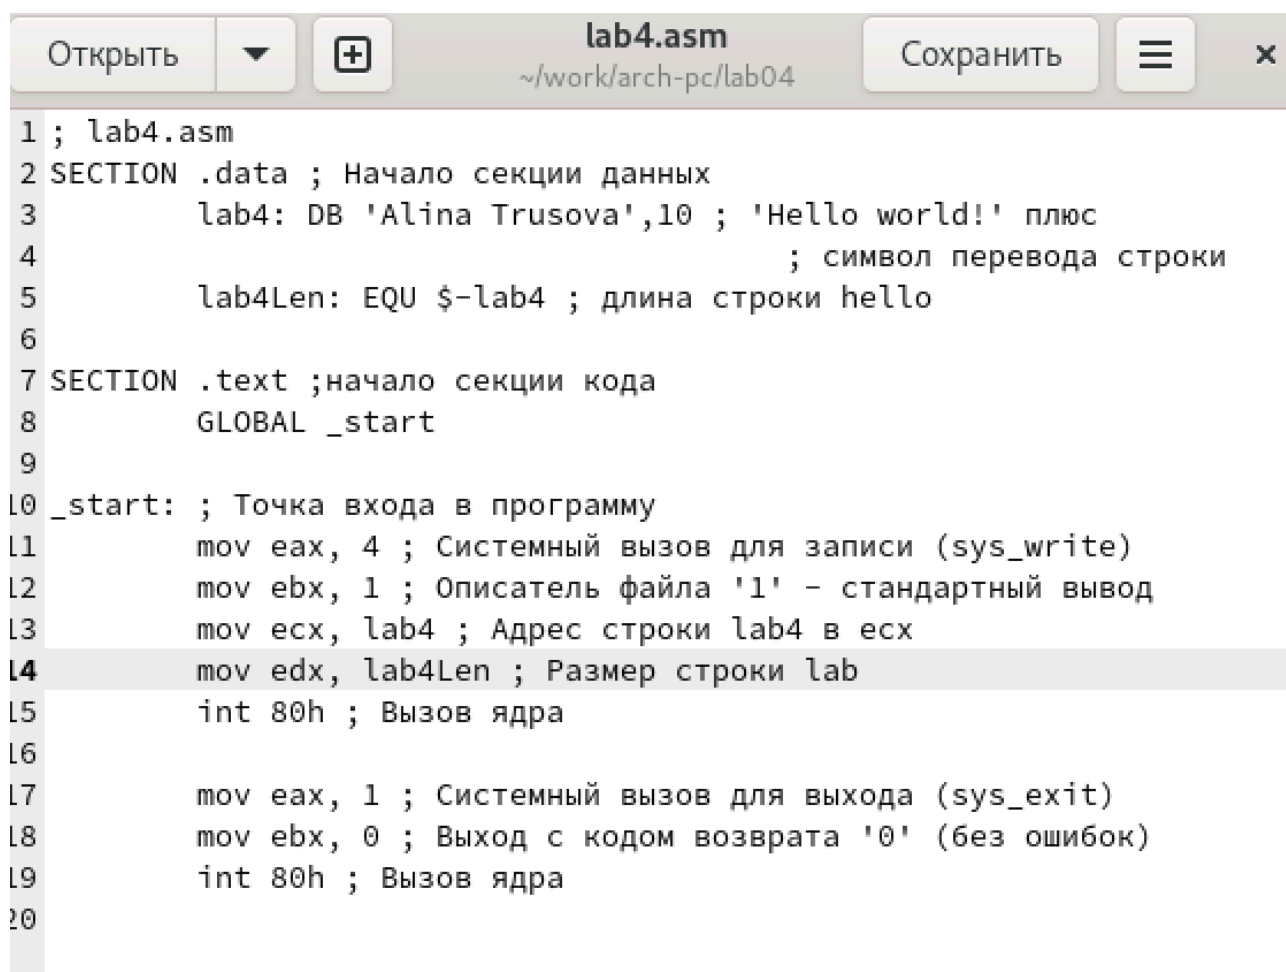 Открыть lab4.asm Сохранить
~/work/arch-pc/lab04
1 ; lab4.asm
2 SECTION .data ; Начало секции данных
3 lab4: DB 'Alina Trusova',10 ; 'Hello world!' плюс
4 ; символ перевода строки
5 lab4Len: EQU $-lab4 ; длина строки hello
6
7 SECTION .text ;начало секции кода
8 GLOBAL _start
9
10 _start: ; Точка входа в программу
11 mov eax, 4 ; Системный вызов для записи (sys_write)
12 mov ebx, 1 ; Описатель файла '1' - стандартный вывод
13 mov ecx, lab4 ; Адрес строки lab4 в ecx
14 mov edx, lab4Len ; Размер строки lab
15 int 80h ; Вызов ядра
16
17 mov eax, 1 ; Системный вызов для выхода (sys_exit)
18 mov ebx, 0 ; Выход с кодом возврата '0' (без ошибок)
19 int 80h ; Вызов ядра
20